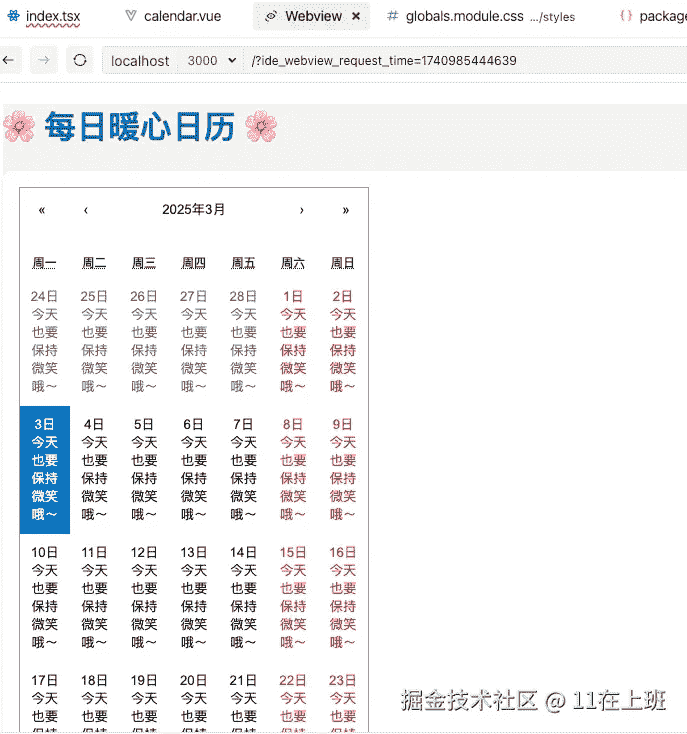 index.tsx calendar.vue Webview × # globals.module.css .../styles {} package
localhost 3000 /?ide_webview_request_time=1740985444639
🌸 每日暖心日历 🌸
« ‹ 2025年3月 › »
周一 周二 周三 周四 周五 周六 周日
24日 25日 26日 27日 28日 1日 2日
今天 今天 今天 今天 今天 今天 今天
也要 也要 也要 也要 也要 也要 也要
保持 保持 保持 保持 保持 保持 保持
微笑 微笑 微笑 微笑 微笑 微笑 微笑
哦～ 哦～ 哦～ 哦～ 哦～ 哦～ 哦～
3日 4日 5日 6日 7日 8日 9日
今天 今天 今天 今天 今天 今天 今天
也要 也要 也要 也要 也要 也要 也要
保持 保持 保持 保持 保持 保持 保持
微笑 微笑 微笑 微笑 微笑 微笑 微笑
哦～ 哦～ 哦～ 哦～ 哦～ 哦～ 哦～
10日 11日 12日 13日 14日 15日 16日
今天 今天 今天 今天 今天 今天 今天
也要 也要 也要 也要 也要 也要 也要
保持 保持 保持 保持 保持 保持 保持
微笑 微笑 微笑 微笑 微笑 微笑 微笑
哦～ 哦～ 哦～ 哦～ 哦～ 哦～ 哦～
17日 18日 19日 20日 21日 22日 23日
今天 今天 今天 今天 今天 今天 今天
也要 也要 也要 也要 也要 也要 也要
掘金技术社区 @ 11在上班